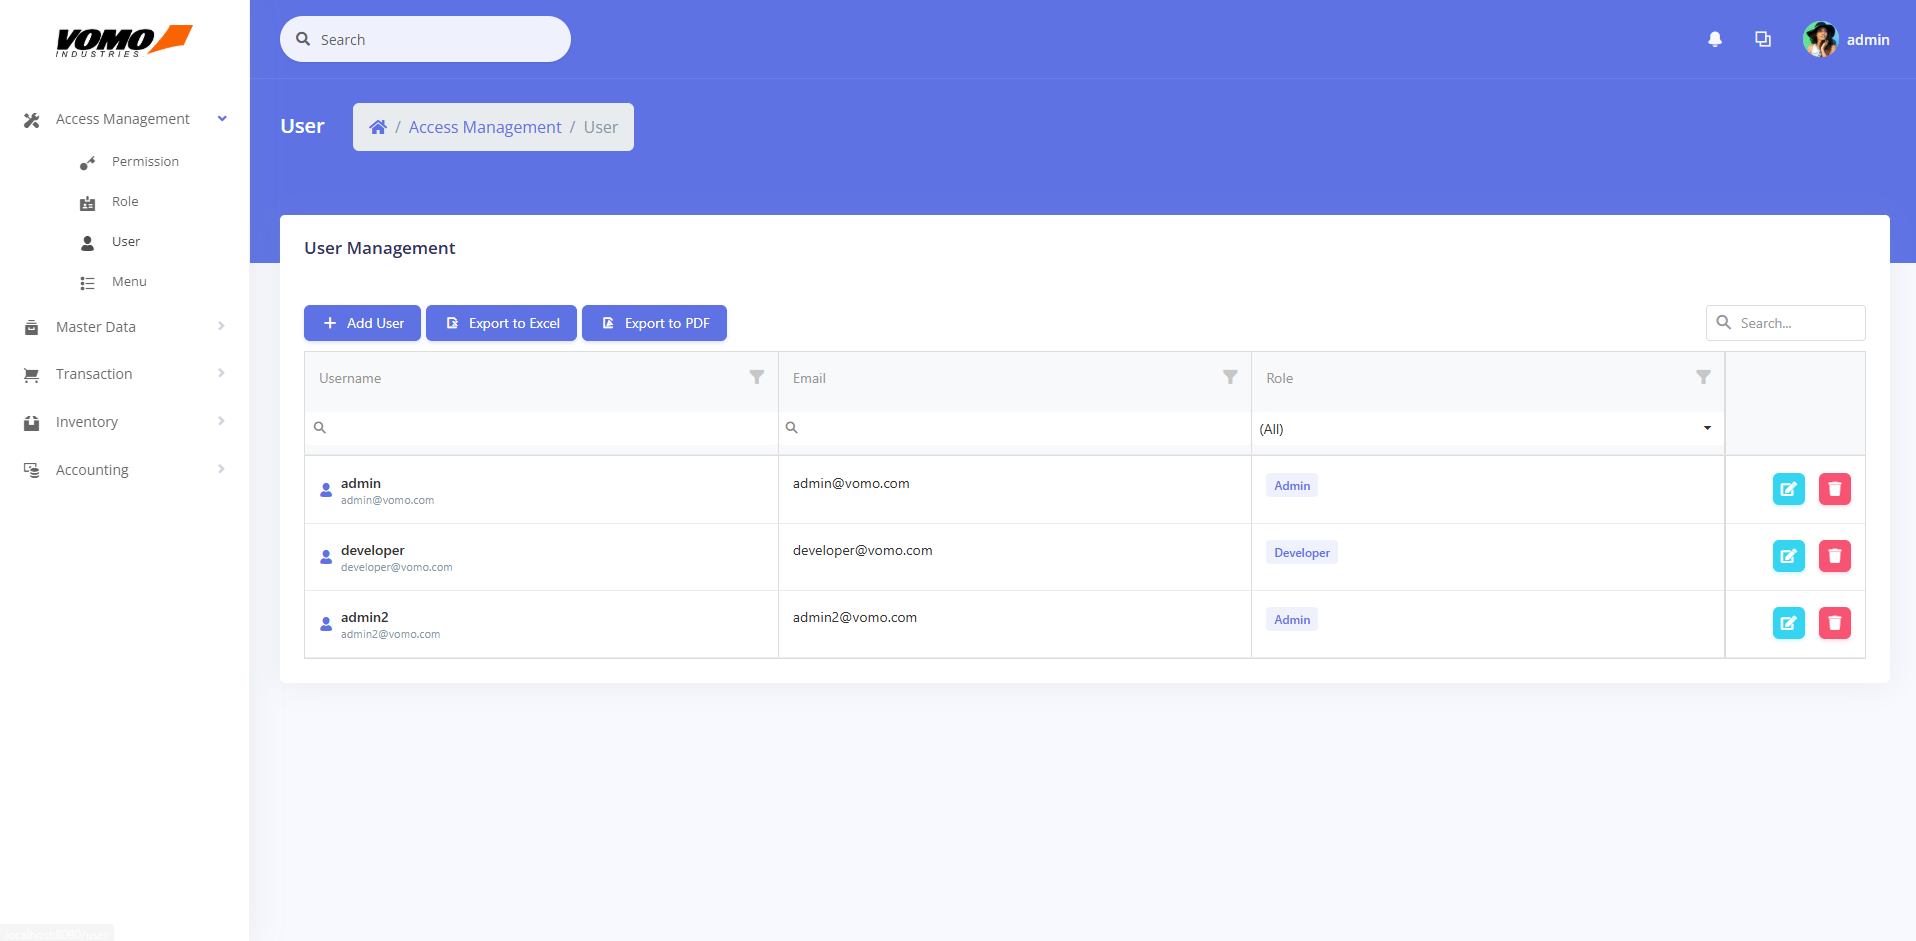 VOMO
INDUSTRIES
Search
admin
Access Management
Permission
Role
User
Menu
Master Data
Transaction
Inventory
Accounting
User
/ Access Management / User
User Management
Add User
Export to Excel
Export to PDF
Search...
Username Email Role
(All)
admin
admin@vomo.com
admin@vomo.com
Admin
developer
developer@vomo.com
developer@vomo.com
Developer
admin2
admin2@vomo.com
admin2@vomo.com
Admin